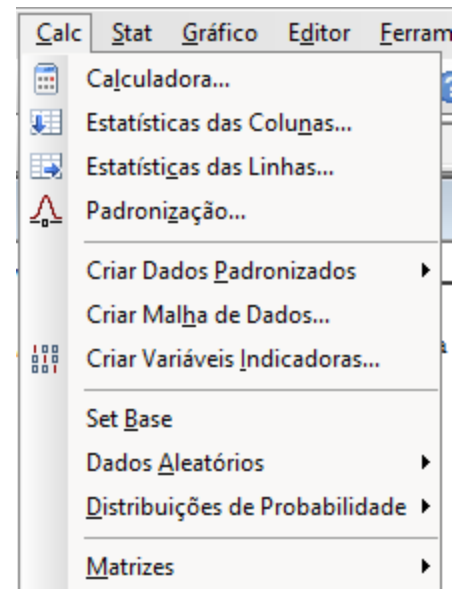 Calc Stat Gráfico Editor Ferram
Calculadora...
Estatísticas das Colunas...
Estatísticas das Linhas...
Padronização...
Criar Dados Padronizados
Criar Malha de Dados...
Criar Variáveis Indicadoras...
Set Base
Dados Aleatórios
Distribuições de Probabilidade
Matrizes